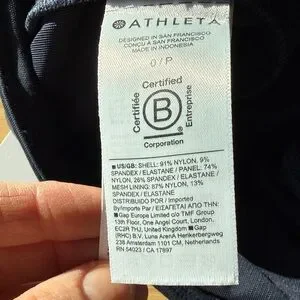 ATHLETA
DESIGNED IN SAN FRANCISCO
CONÇU À SAN FRANCISCO
MADE IN INDONESIA
0 / P
Certified
Certifiée
B
Entreprise
Corporation
■ US/GB: SHELL: 91% NYLON, 9%
SPANDEX / ELASTANE / PANEL: 74%
NYLON, 26% SPANDEX / ELASTANE /
MESH LINING: 87% NYLON, 13%
SPANDEX / ELASTANE
DISTRIBUIDO POR / Imported
By/Importe Par / ΕΙΣΑΓΕΤΑΙ ΑΠΟ ΤΗΝ:
■ Gap Europe Limited c/o TMF Group
13th Floor, One Angel Court, London,
EC2R 7HJ, United Kingdom ■ Gap
(RHC) B.V. Luna ArenA Herikerbergweg
238 Amsterdam 1101 CM, Netherlands
RN 54023 / CA 17897